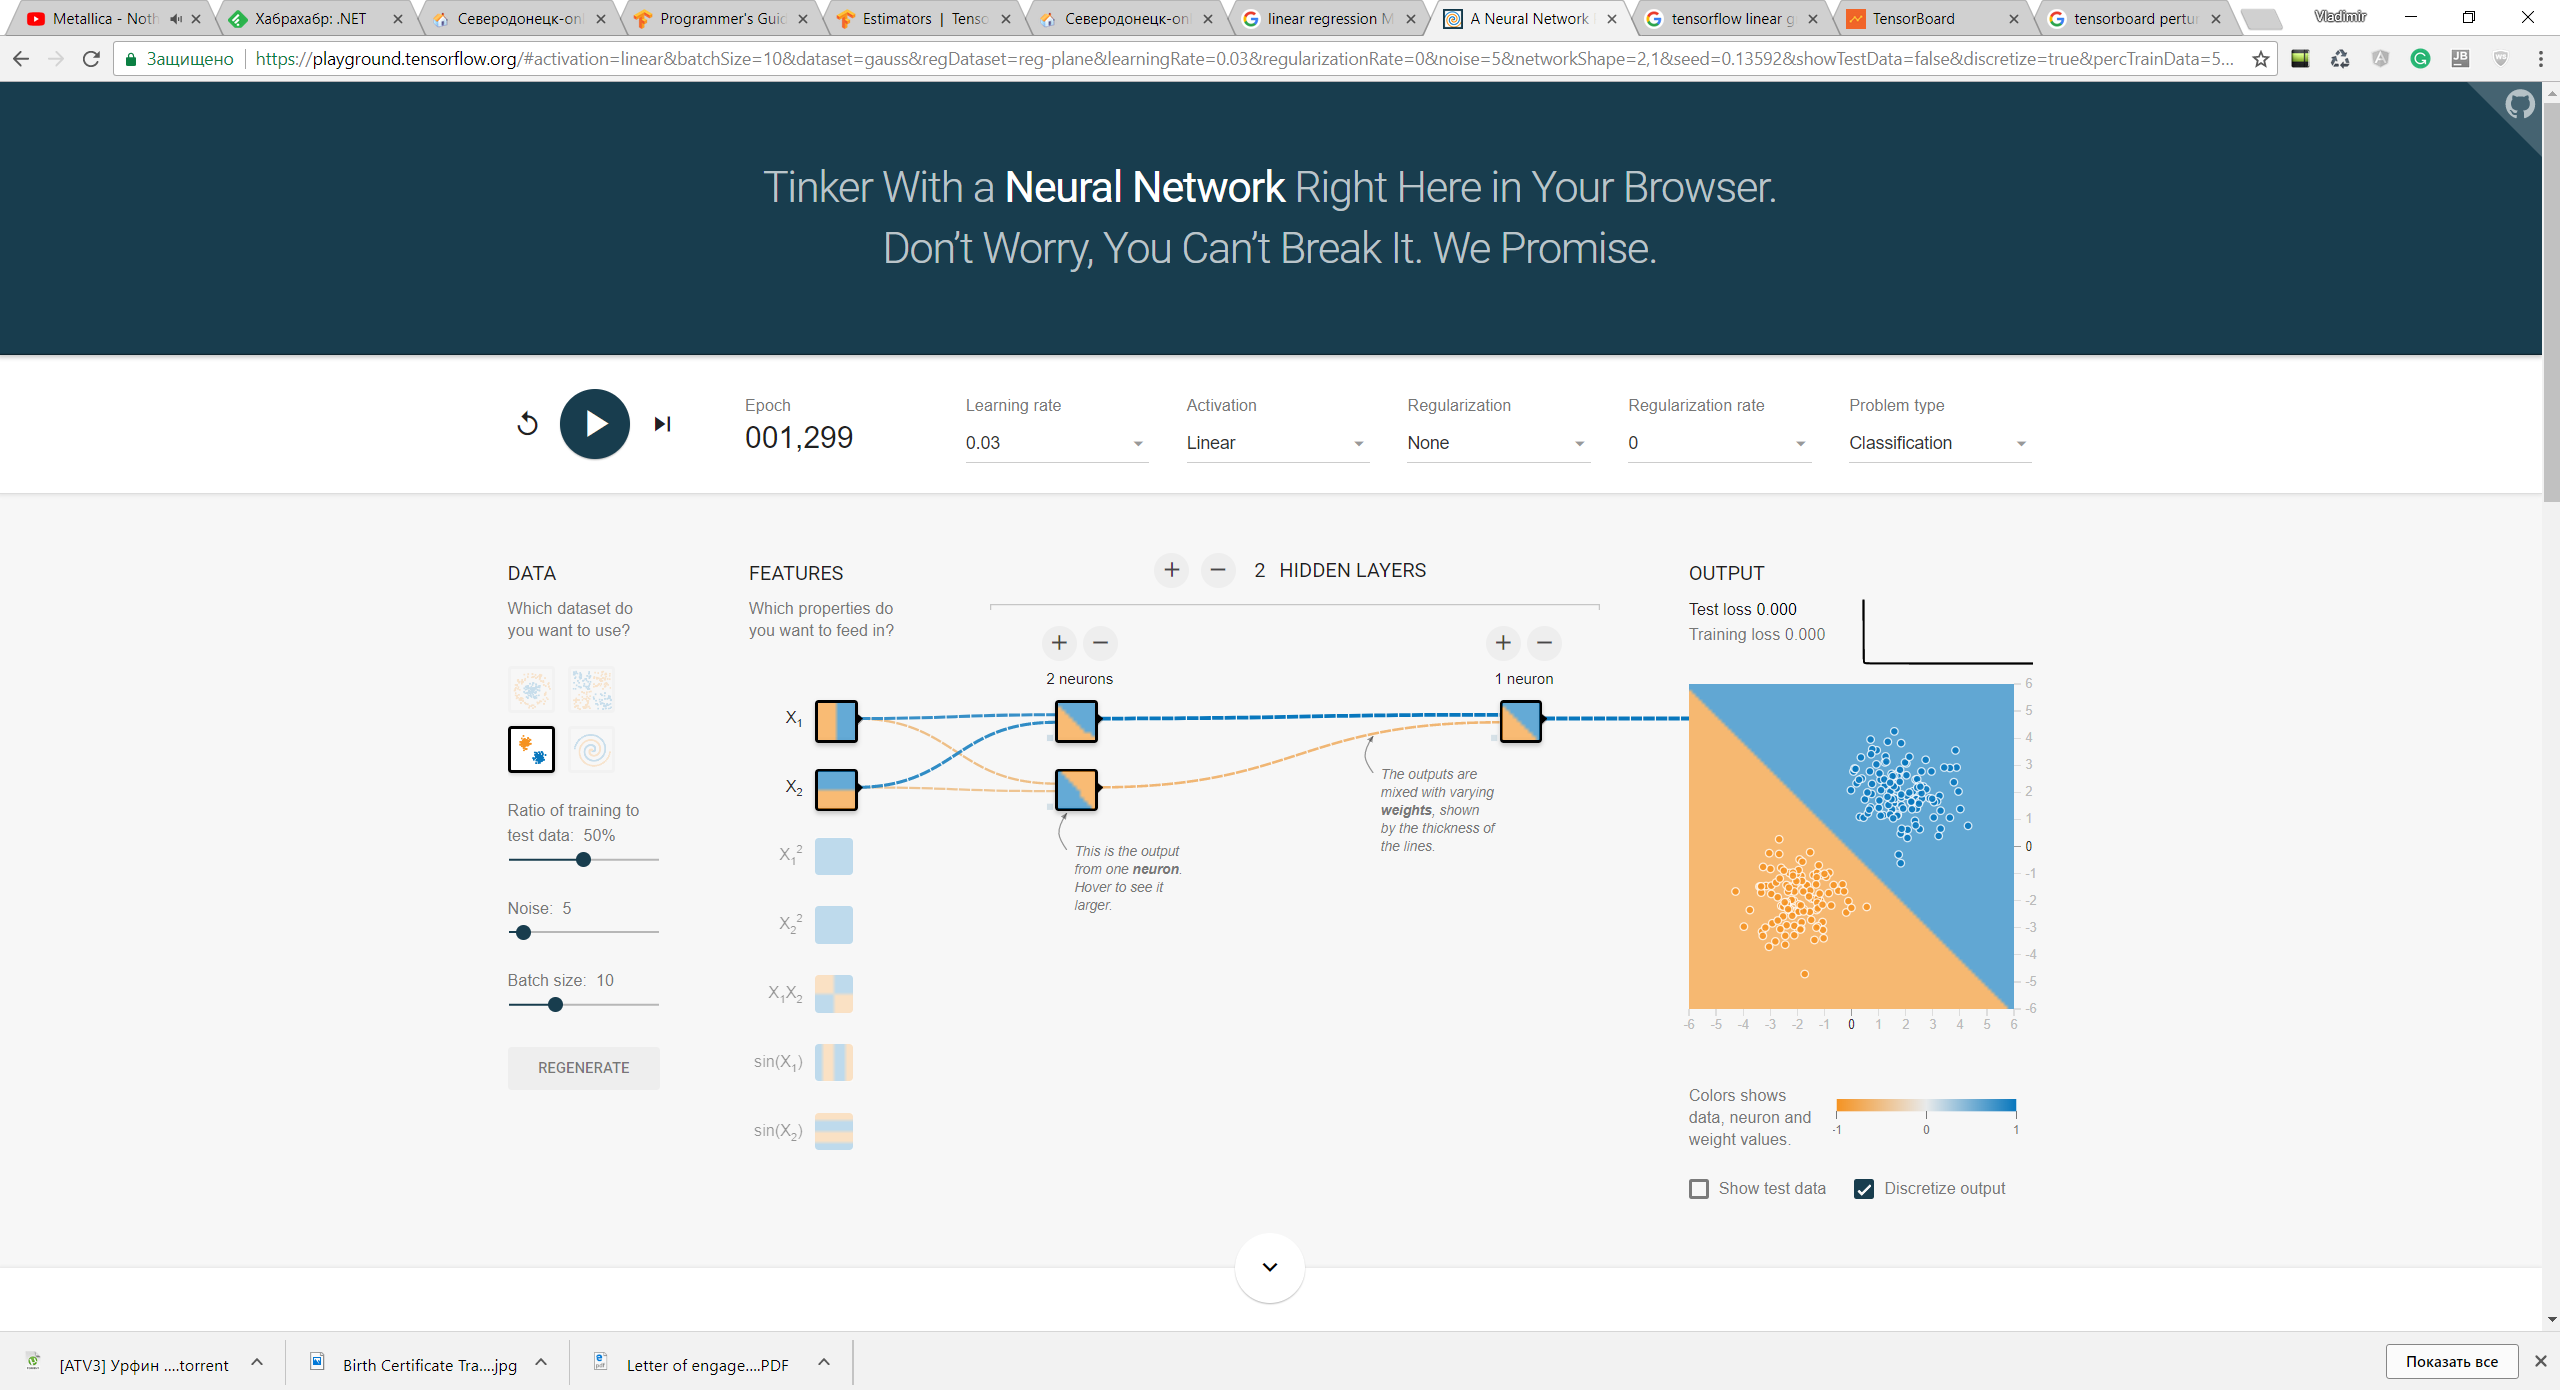 Metallica - Noth
Хабрахабр: .NET
Северодонецк-onl
Programmer's Guid
Estimators | Tenso
Северодонецк-onl
linear regression M
A Neural Network
tensorflow linear g
TensorBoard
tensorboard pertur
Vladimir
Защищено
https://playground.tensorflow.org/#activation=linear&batchSize=10&dataset=gauss&regDataset=reg-plane&learningRate=0.03&regularizationRate=0&noise=5&networkShape=2,1&seed=0.13592&showTestData=false&discretize=true&percTrainData=5...
Tinker With a Neural Network Right Here in Your Browser.
Don’t Worry, You Can’t Break It. We Promise.
Epoch
001,299
Learning rate
0.03
Activation
Linear
Regularization
None
Regularization rate
0
Problem type
Classification
DATA
Which dataset do
you want to use?
Ratio of training to
test data: 50%
Noise: 5
Batch size: 10
REGENERATE
FEATURES
Which properties do
you want to feed in?
X1
X2
X1²
X2²
X1X2
sin(X1)
sin(X2)
+ − 2 HIDDEN LAYERS
+ −
2 neurons
+ −
1 neuron
This is the output
from one neuron.
Hover to see it
larger.
The outputs are
mixed with varying
weights, shown
by the thickness of
the lines.
OUTPUT
Test loss 0.000
Training loss 0.000
6
5
4
3
2
1
0
-1
-2
-3
-4
-5
-6
-6 -5 -4 -3 -2 -1 0 1 2 3 4 5 6
Colors shows
data, neuron and
weight values.
-1 0 1
Show test data
Discretize output
[ATV3] Урфин ....torrent
Birth Certificate Tra....jpg
Letter of engage....PDF
Показать все